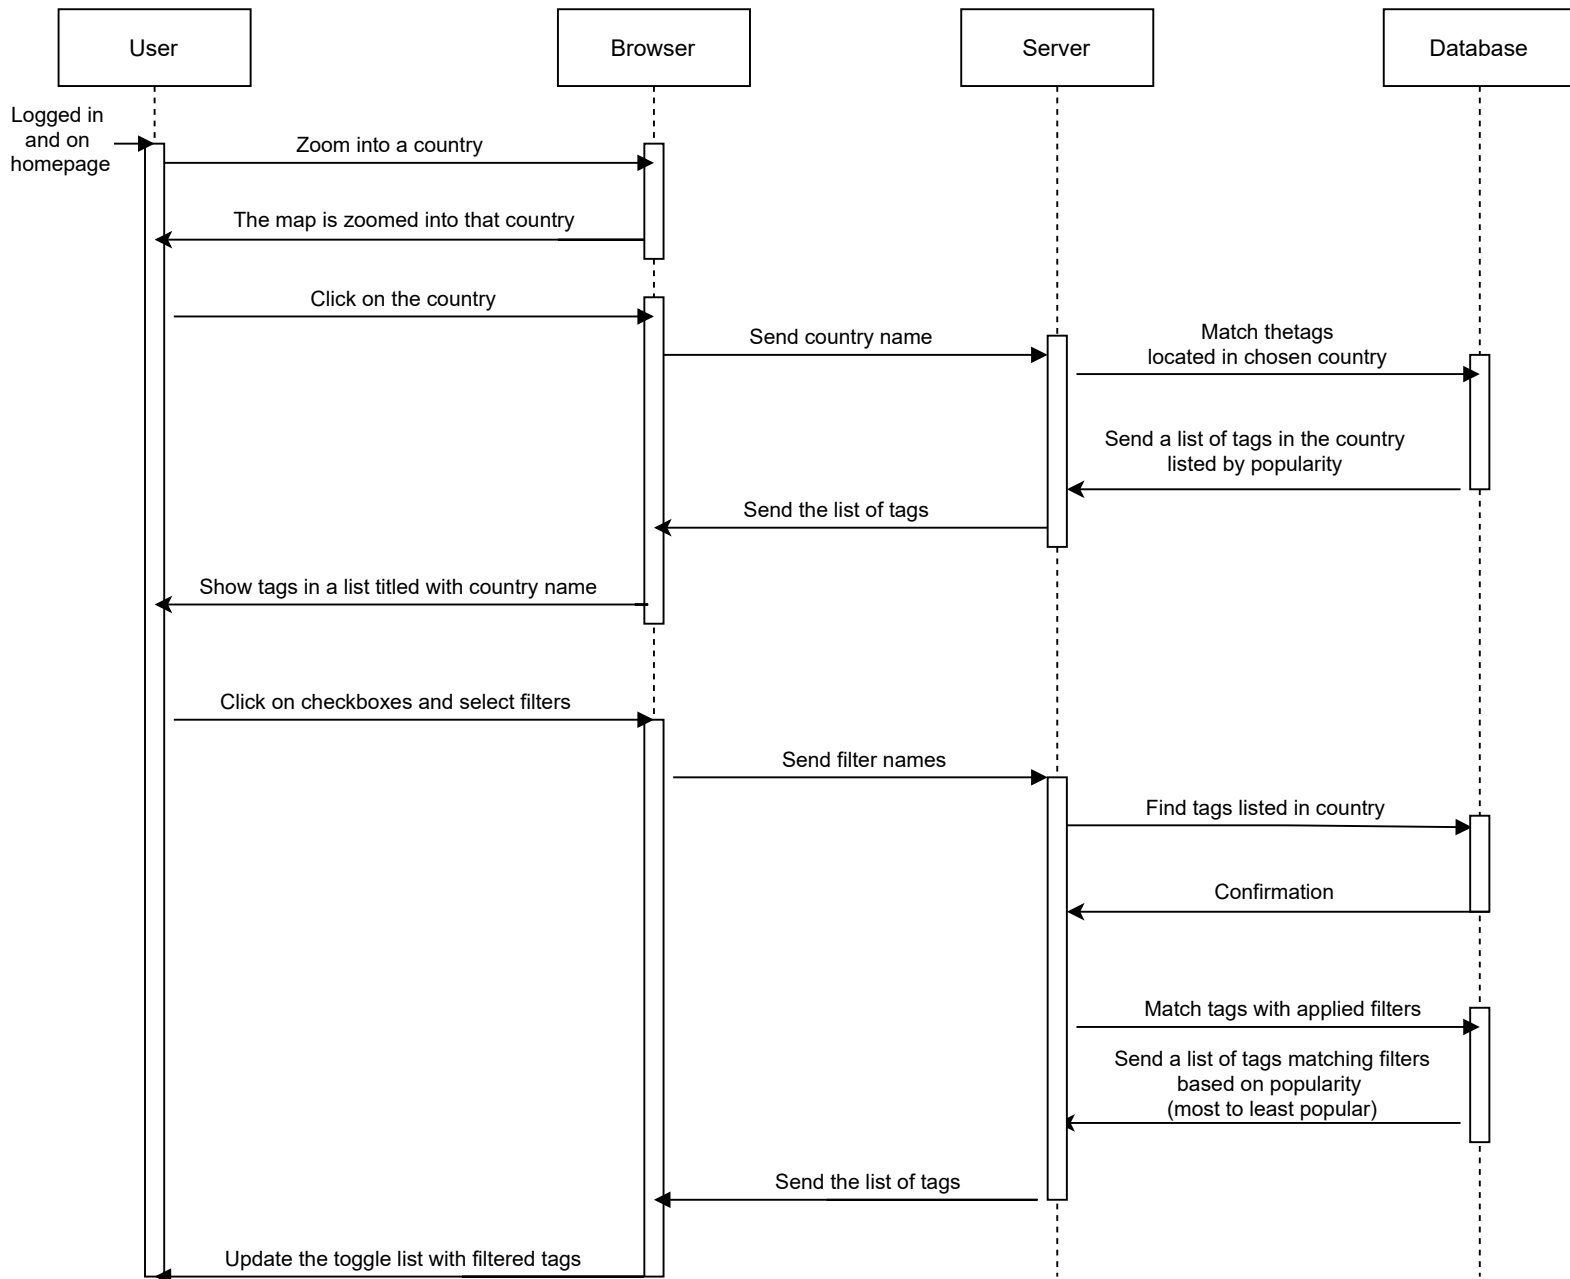 User
Browser
Server
Database
Logged in
and on
homepage
Zoom into a country
The map is zoomed into that country
Click on the country
Send country name
Match thetags
located in chosen country
Send a list of tags in the country
listed by popularity
Send the list of tags
Show tags in a list titled with country name
Click on checkboxes and select filters
Send filter names
Find tags listed in country
Confirmation
Match tags with applied filters
Send a list of tags matching filters
based on popularity
(most to least popular)
Send the list of tags
Update the toggle list with filtered tags